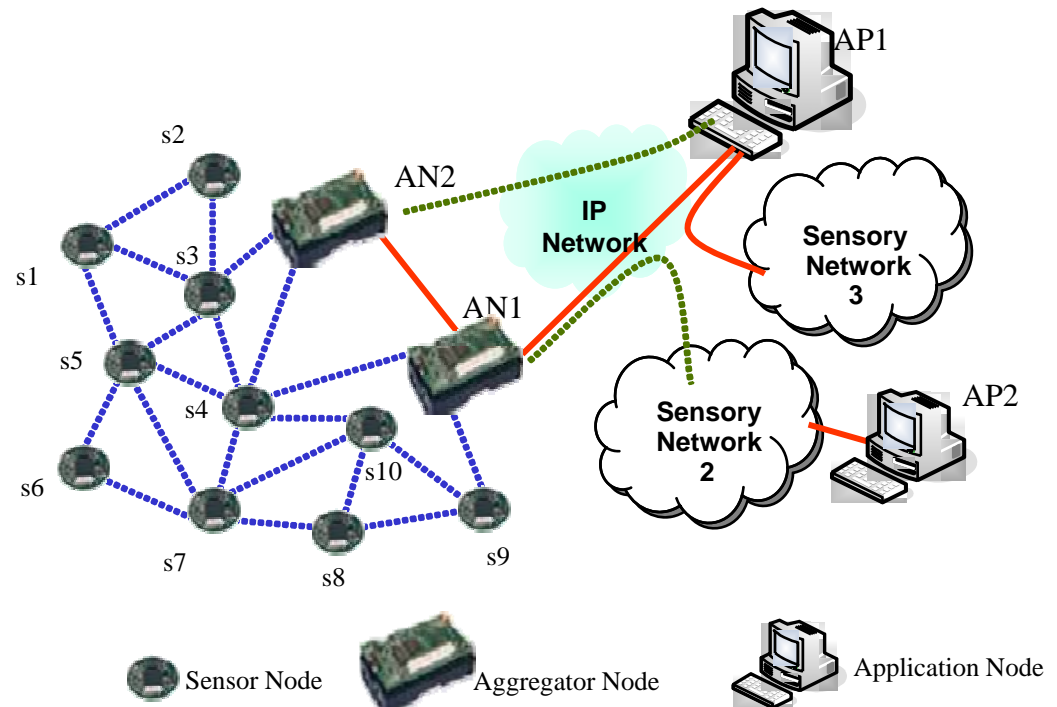 AP1
s2
AN2
IP
Network
s1
s3
Sensory
Network
3
AN1
s5
s4
AP2
Sensory
Network
2
s10
s6
s7
s8
s9
Sensor Node
Aggregator Node
Application Node